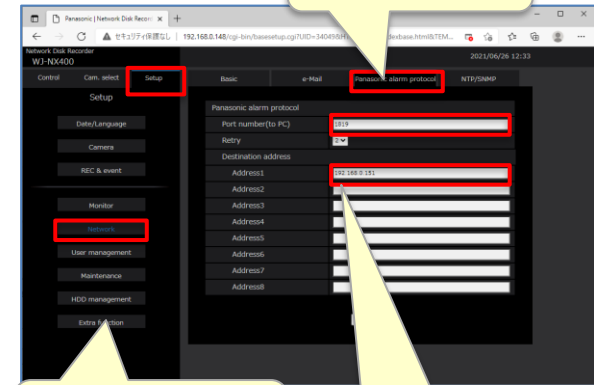 Panasonic | Network Disk Recor
セキュリティ保護なし
192.168.0.148/cgi-bin/basesetup.cgi?UID=34049&H
dexbase.html&TEM...
Network Disk Recorder
WJ-NX400
2021/06/26 12:33
Control Cam. select Setup
Basic e-Mail Panasonic alarm protocol NTP/SNMP
Setup
Date/Language
Camera
REC & event
Monitor
Network
User management
Maintenance
HDD management
Extra function
Panasonic alarm protocol
Port number(to PC) 1819
Retry 2
Destination address
Address1 192.168.0.151
Address2
Address3
Address4
Address5
Address6
Address7
Address8